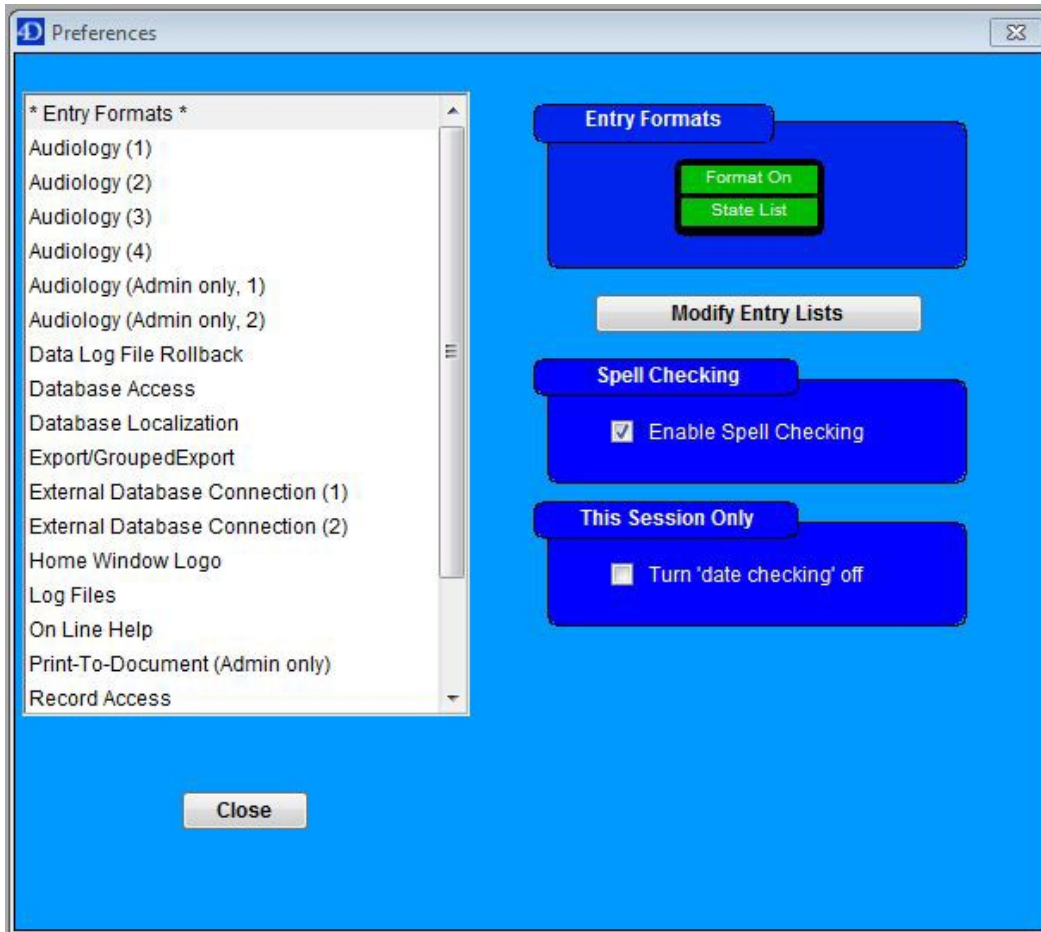 4D Preferences
* Entry Formats *
Audiology (1)
Audiology (2)
Audiology (3)
Audiology (4)
Audiology (Admin only, 1)
Audiology (Admin only, 2)
Data Log File Rollback
Database Access
Database Localization
Export/GroupedExport
External Database Connection (1)
External Database Connection (2)
Home Window Logo
Log Files
On Line Help
Print-To-Document (Admin only)
Record Access
Close
Entry Formats
Format On
State List
Modify Entry Lists
Spell Checking
Enable Spell Checking
This Session Only
Turn 'date checking' off